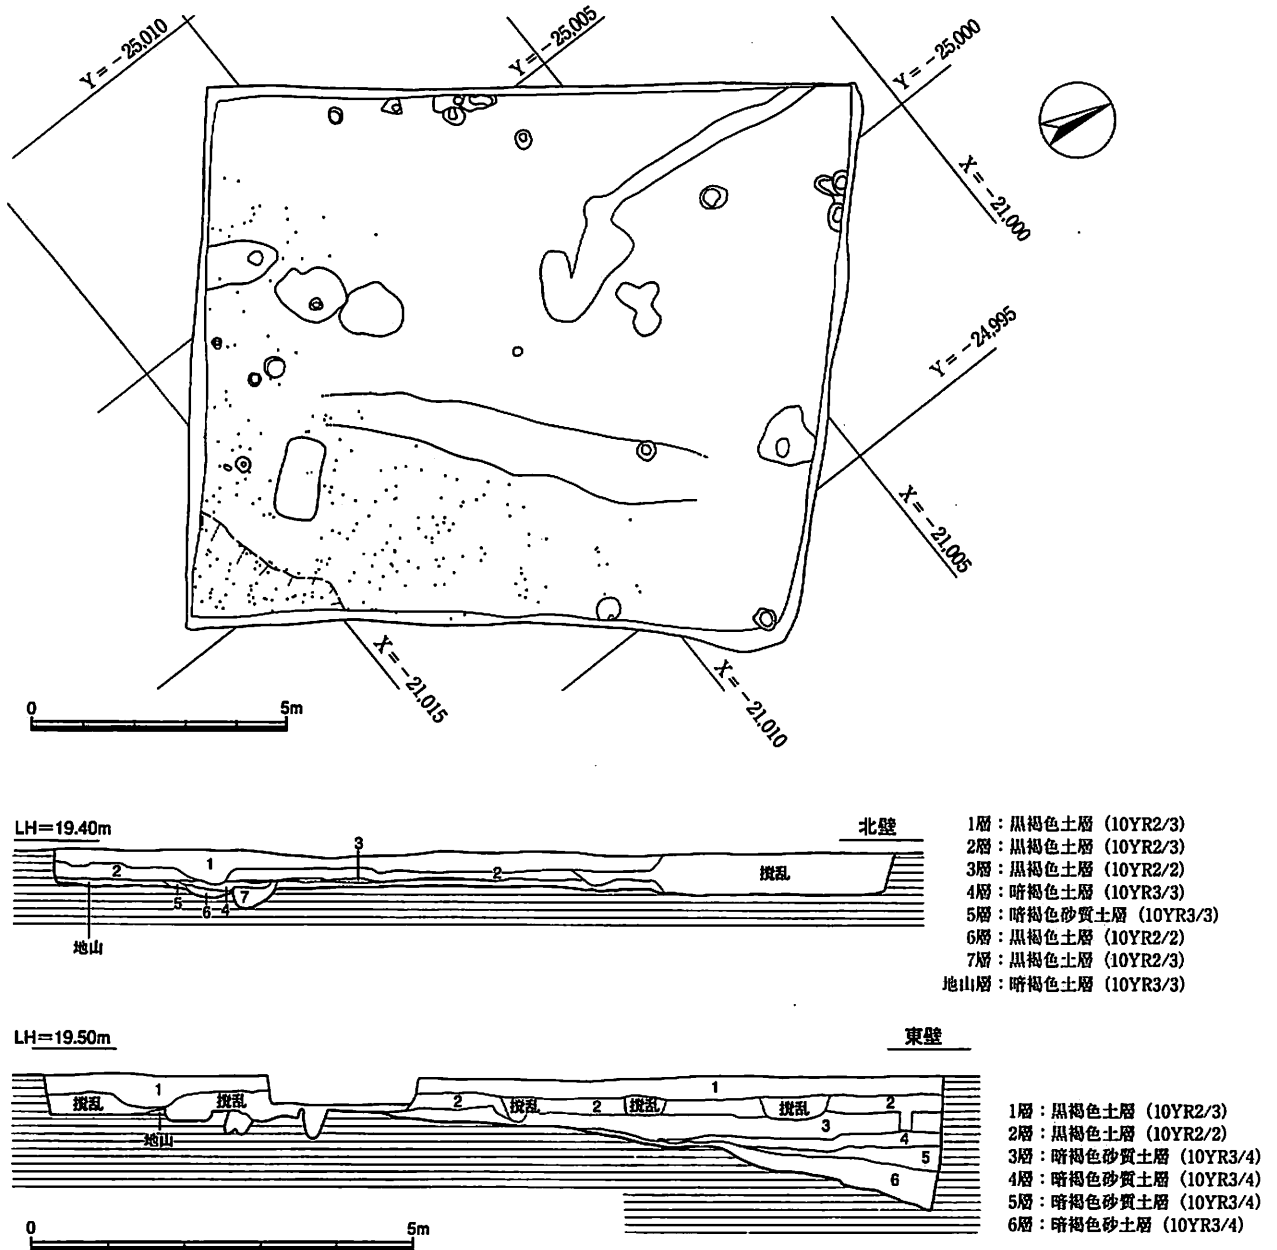 Y = −25,010
Y = −25,005
Y = −25,000
X = −21,000
Y = −24,995
X = −21,005
X = −21,015
X = −21,010
0 5m
LH=19.40m
北壁
1
2
3
2
撹乱
5
6
4
7
地山
1層：黒褐色土層 (10YR2/3)
2層：黒褐色土層 (10YR2/3)
3層：黒褐色土層 (10YR2/2)
4層：暗褐色土層 (10YR3/3)
5層：暗褐色砂質土層 (10YR3/3)
6層：黒褐色土層 (10YR2/2)
7層：黒褐色土層 (10YR2/3)
地山層：暗褐色土層 (10YR3/3)
LH=19.50m
東壁
1
撹乱
撹乱
地山
1
2
撹乱
2
撹乱
撹乱
2
3
4
5
6
1層：黒褐色土層 (10YR2/3)
2層：黒褐色土層 (10YR2/2)
3層：暗褐色砂質土層 (10YR3/4)
4層：暗褐色砂質土層 (10YR3/4)
5層：暗褐色砂質土層 (10YR3/4)
6層：暗褐色砂土層 (10YR3/4)
0 5m